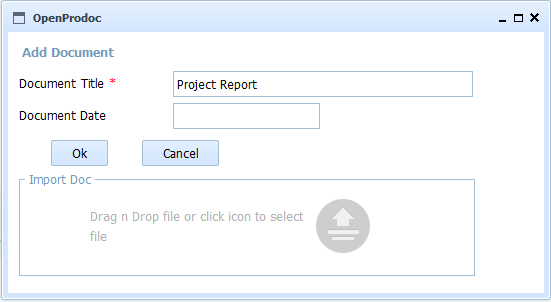 OpenProdoc
Add Document
Document Title *
Project Report
Document Date
Ok
Cancel
Import Doc
Drag n Drop file or click icon to select
file